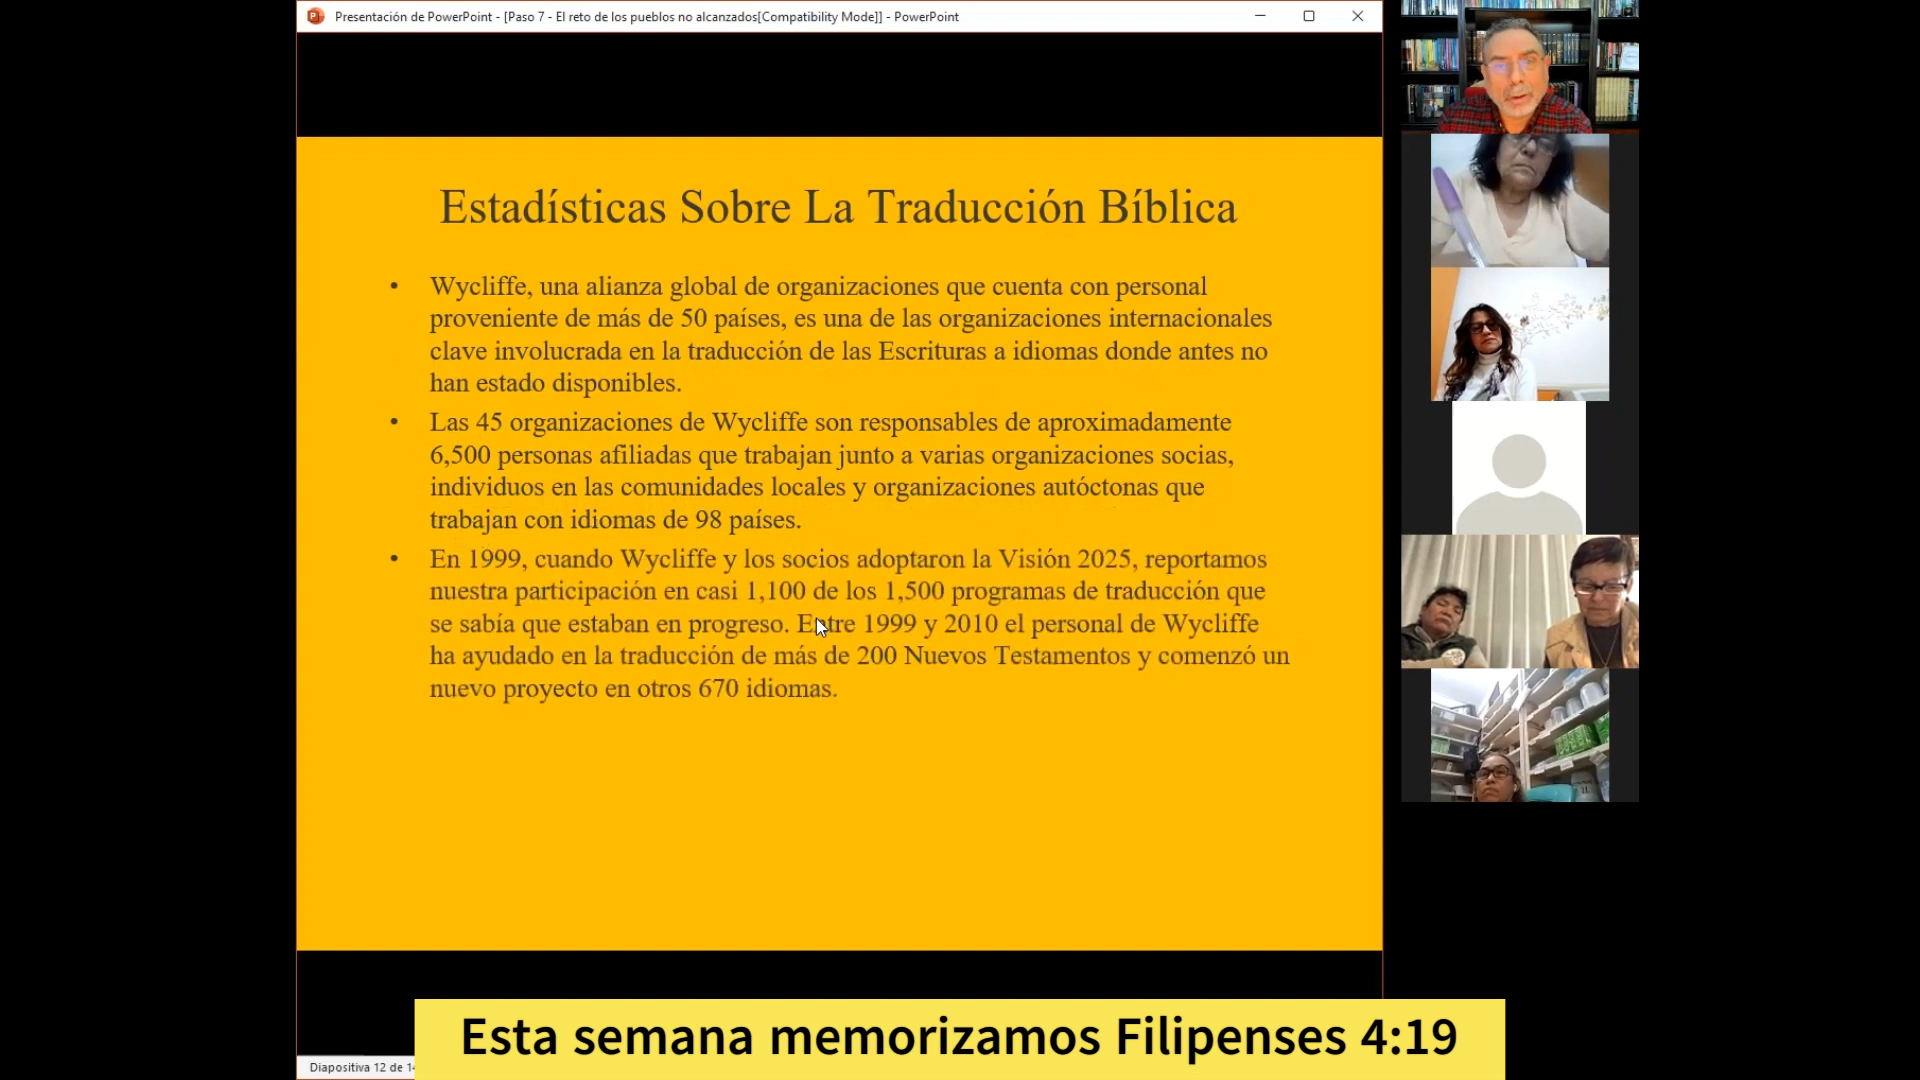 Presentación de PowerPoint - [Paso 7 - El reto de los pueblos no alcanzados[Compatibility Mode]] - PowerPoint
Estadísticas Sobre La Traducción Bíblica
• Wycliffe, una alianza global de organizaciones que cuenta con personal
proveniente de más de 50 países, es una de las organizaciones internacionales
clave involucrada en la traducción de las Escrituras a idiomas donde antes no
han estado disponibles.
• Las 45 organizaciones de Wycliffe son responsables de aproximadamente
6,500 personas afiliadas que trabajan junto a varias organizaciones socias,
individuos en las comunidades locales y organizaciones autóctonas que
trabajan con idiomas de 98 países.
• En 1999, cuando Wycliffe y los socios adoptaron la Visión 2025, reportamos
nuestra participación en casi 1,100 de los 1,500 programas de traducción que
se sabía que estaban en progreso. Entre 1999 y 2010 el personal de Wycliffe
ha ayudado en la traducción de más de 200 Nuevos Testamentos y comenzó un
nuevo proyecto en otros 670 idiomas.
Esta semana memorizamos Filipenses 4:19
Diapositiva 12 de